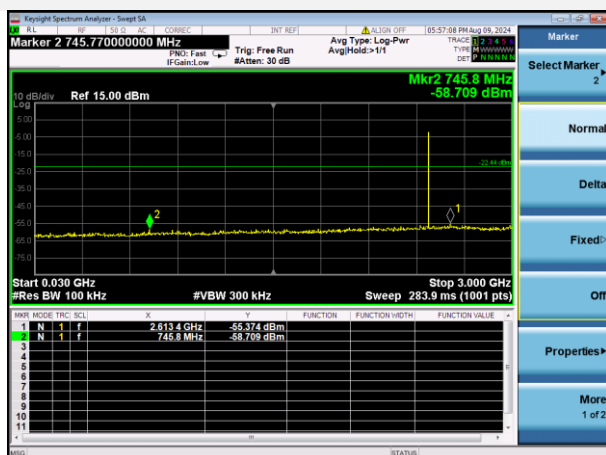 Keysight Spectrum Analyzer - Swept SA
RL RF 50 Ω AC CORREC INT REF ALIGN OFF 05:57:08 PM Aug 09, 2024
Marker 2 745.770000000 MHz
PNO: Fast
IFGain:Low
Trig: Free Run
#Atten: 30 dB
Avg Type: Log-Pwr
Avg|Hold:>1/1
TRACE 1 2 3 4 5 6
TYPE MWWWWW
DET P NNNNN
Mkr2 745.8 MHz
-58.709 dBm
10 dB/div Ref 15.00 dBm
Log
5.00
-5.00
-15.0
-25.0
-35.0
-45.0
-55.0
-65.0
-75.0
-22.44 dBm
2
1
Start 0.030 GHz Stop 3.000 GHz
#Res BW 100 kHz #VBW 300 kHz Sweep 283.9 ms (1001 pts)
MKR MODE TRC SCL X Y FUNCTION FUNCTION WIDTH FUNCTION VALUE
1 N 1 f 2.613 4 GHz -55.374 dBm
2 N 1 f 745.8 MHz -58.709 dBm
3
4
5
6
7
8
9
10
11
MSG STATUS
Marker
Select Marker
2
Normal
Delta
Fixed
Off
Properties
More
1 of 2